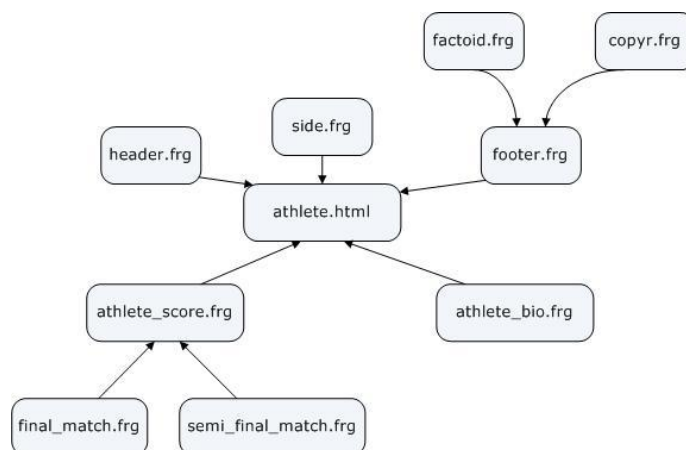 factoid.frg
copyr.frg
side.frg
header.frg
footer.frg
athlete.html
athlete_score.frg
athlete_bio.frg
final_match.frg
semi_final_match.frg